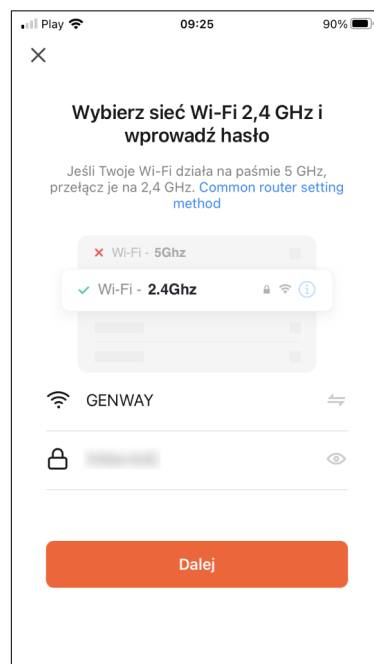 Play 09:25 90%
Wybierz sieć Wi-Fi 2,4 GHz i
wprowadź hasło
Jeśli Twoje Wi-Fi działa na paśmie 5 GHz,
przełącz je na 2,4 GHz. Common router setting
method
Wi-Fi - 5Ghz
Wi-Fi - 2.4Ghz
GENWAY
Dalej